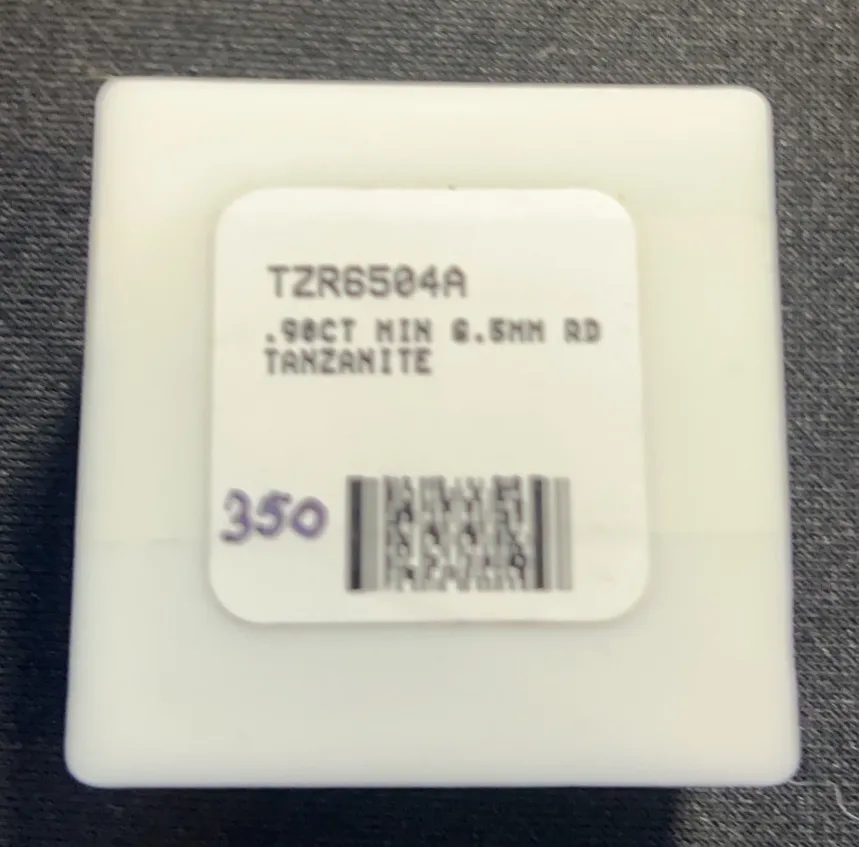 TZR6504A
.90CT MIN 6.5MM RD
TANZANITE
350